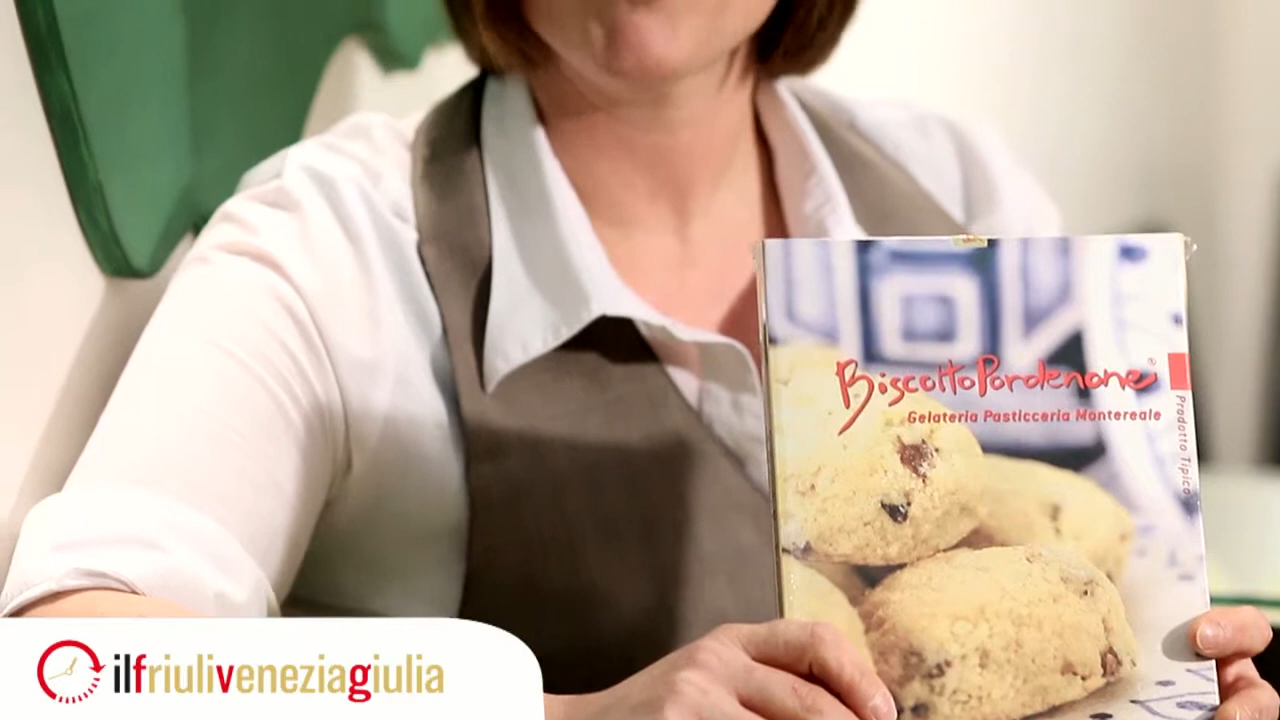 BiscottoPordenone®
Gelateria Pasticceria Montereale
Prodotto Tipico
ilfriuliveneziagiulia